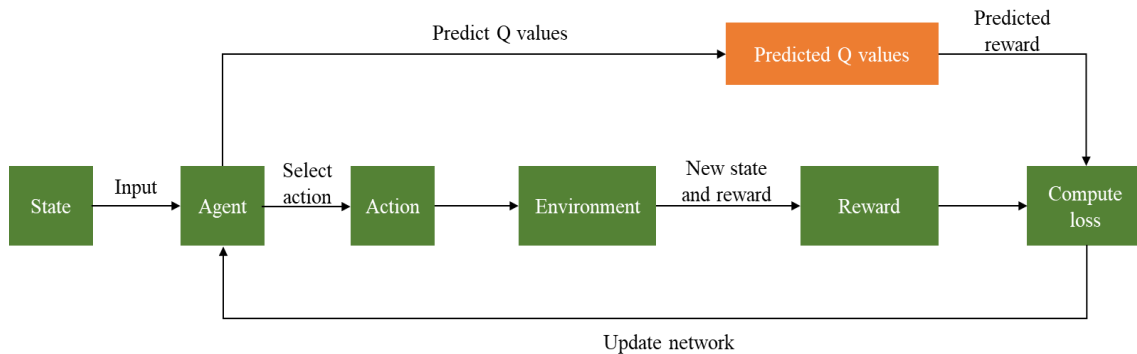 Predict Q values
Predicted Q values
Predicted
reward
State
Input
Agent
Select
action
Action
Environment
New state
and reward
Reward
Compute
loss
Update network